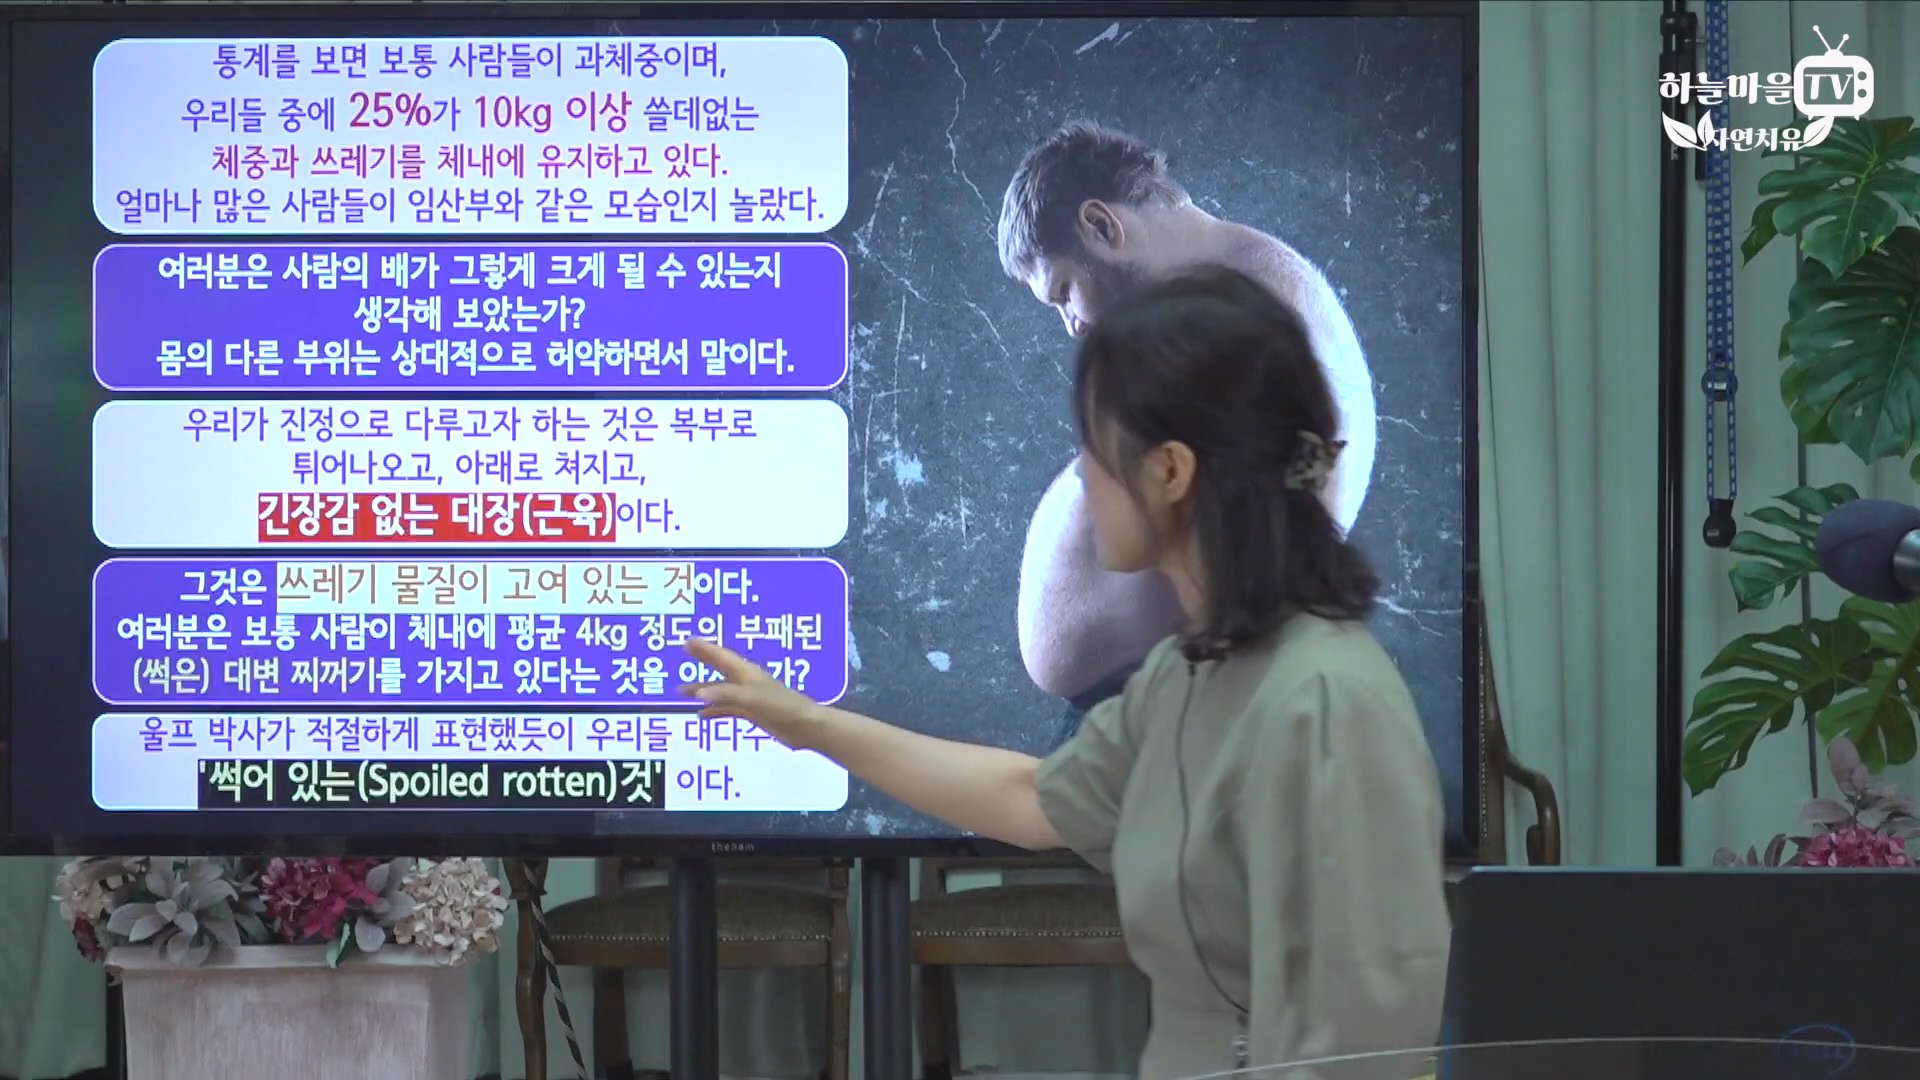 통계를 보면 보통 사람들이 과체중이며,
우리들 중에 25%가 10kg 이상 쓸데없는
체중과 쓰레기를 체내에 유지하고 있다.
얼마나 많은 사람들이 임산부와 같은 모습인지 놀랐다.
여러분은 사람의 배가 그렇게 크게 될 수 있는지
생각해 보았는가?
몸의 다른 부위는 상대적으로 허약하면서 말이다.
우리가 진정으로 다루고자 하는 것은 복부로
튀어나오고, 아래로 쳐지고,
긴장감 없는 대장(근육)이다.
그것은 쓰레기 물질이 고여 있는 것이다.
여러분은 보통 사람이 체내에 평균 4kg 정도의 부패된
(썩은) 대변 찌꺼기를 가지고 있다는 것을
울프 박사가 적절하게 표현했듯이 우리들
'썩어 있는(Spoiled rotten)것' 이다.
하늘마을TV
자연치유
thenam
DELL